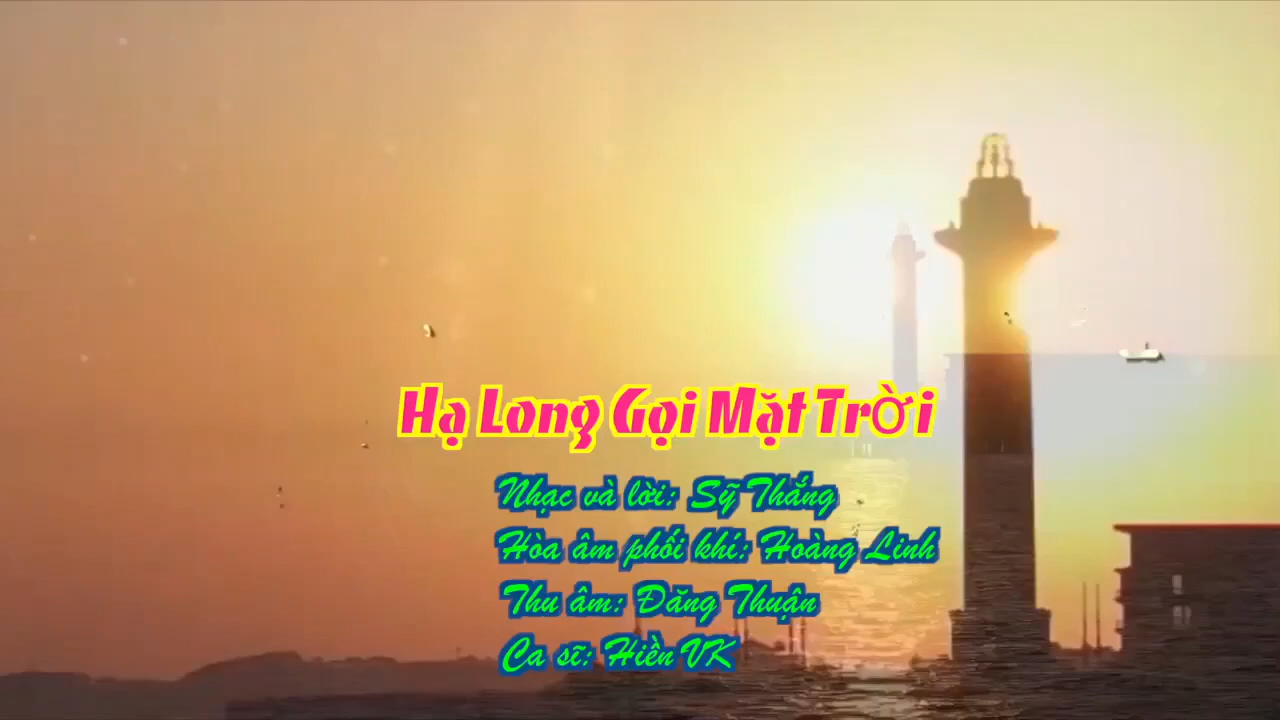 Hạ Long Gọi Mặt Trời
Nhạc và lời: Sỹ Thắng
Hòa âm phối khí: Hoàng Linh
Thu âm: Đăng Thuận
Ca sĩ: Hiền VK